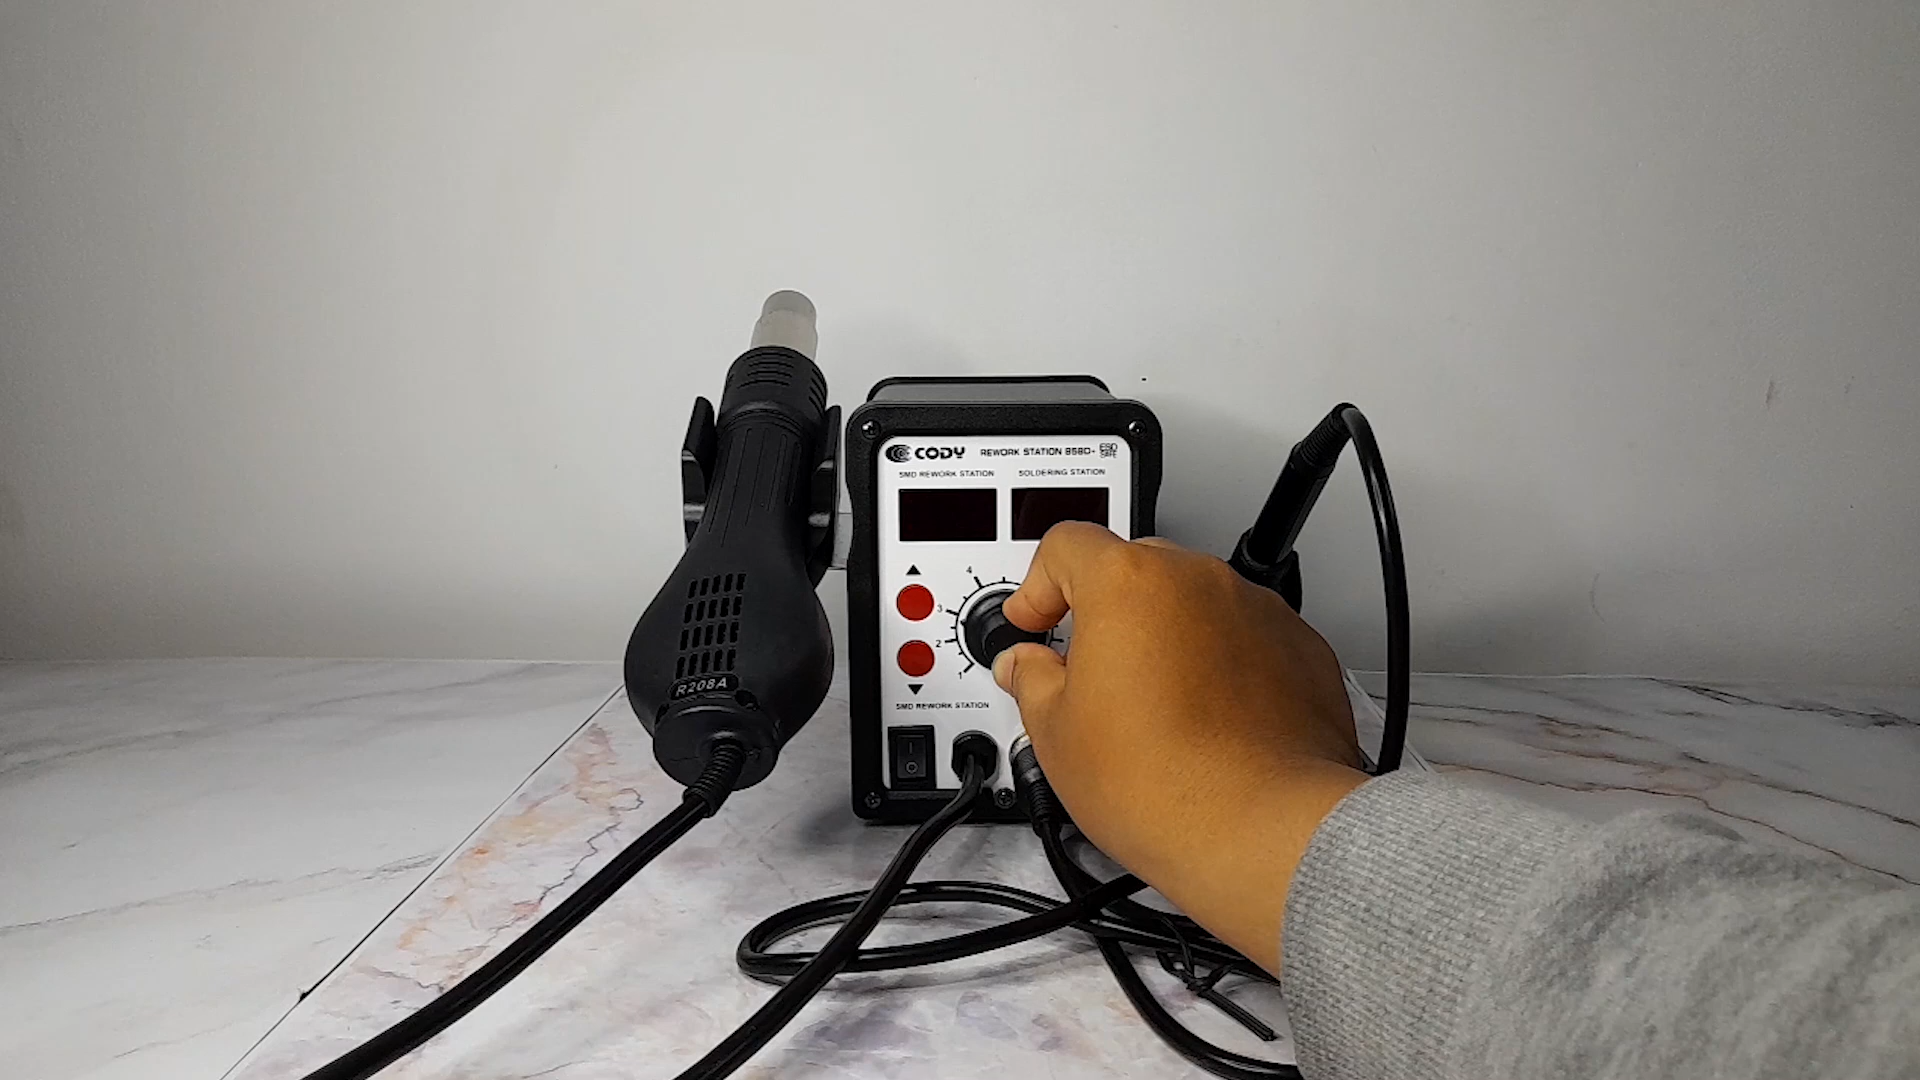 CODY
REWORK STATION 858D+
ESD
SAFE
SMD REWORK STATION
SOLDERING STATION
4
3
2
1
SMD REWORK STATION
R208A